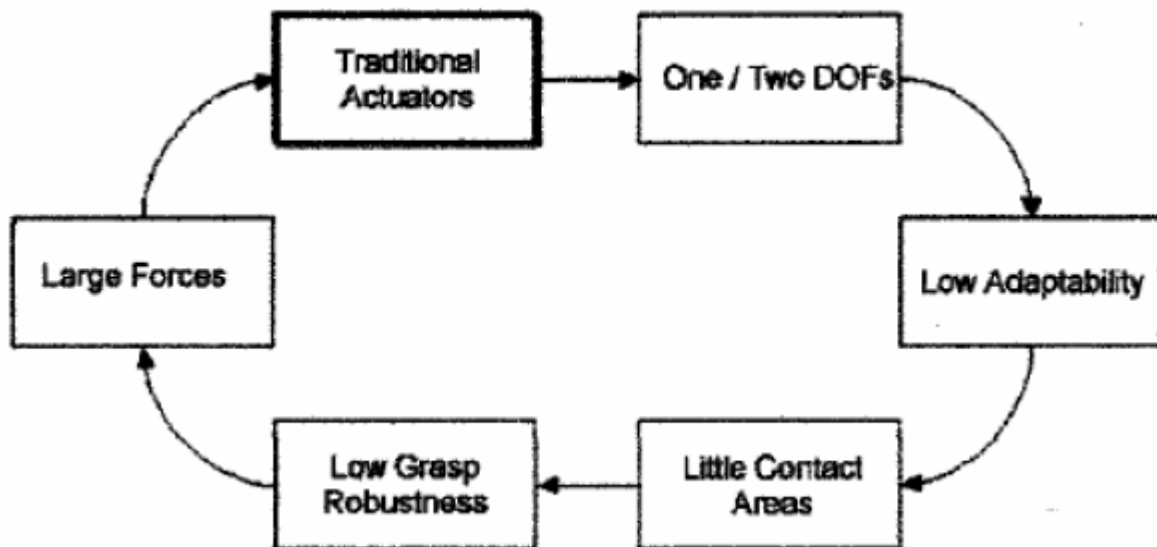 Traditional
Actuators
One / Two DOFs
Large Forces
Low Adaptability
Low Grasp
Robustness
Little Contact
Areas